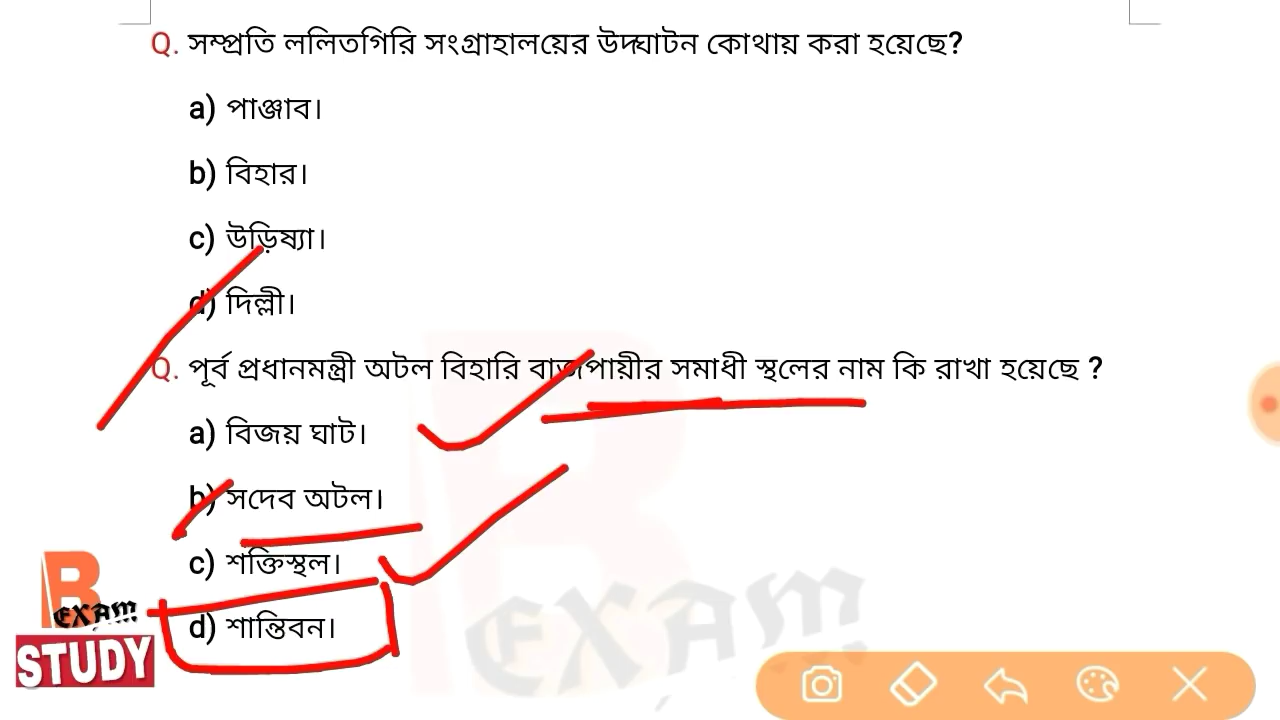 Q. সম্প্রতি ললিতগিরি সংগ্রাহালয়ের উদ্ঘাটন কোথায় করা হয়েছে?
a) পাঞ্জাব।
b) বিহার।
c) উড়িষ্যা।
d) দিল্লী।
Q. পূর্ব প্রধানমন্ত্রী অটল বিহারি বাজপায়ীর সমাধী স্থলের নাম কি রাখা হয়েছে ?
a) বিজয় ঘাট।
b) সদেব অটল।
c) শক্তিস্থল।
d) শান্তিবন।
B
EXAM
STUDY
B
EXAM